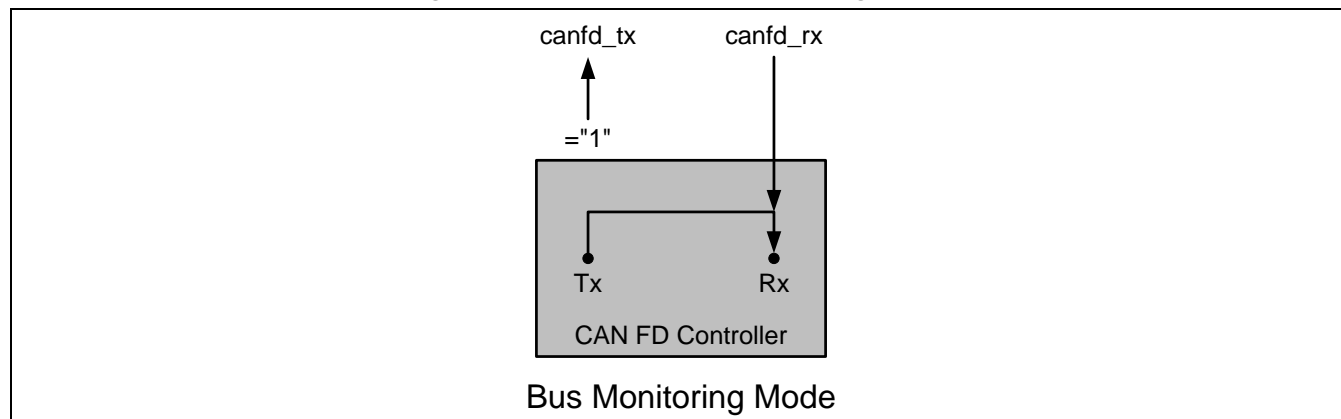 canfd_tx canfd_rx
="1"
Tx Rx
CAN FD Controller
Bus Monitoring Mode